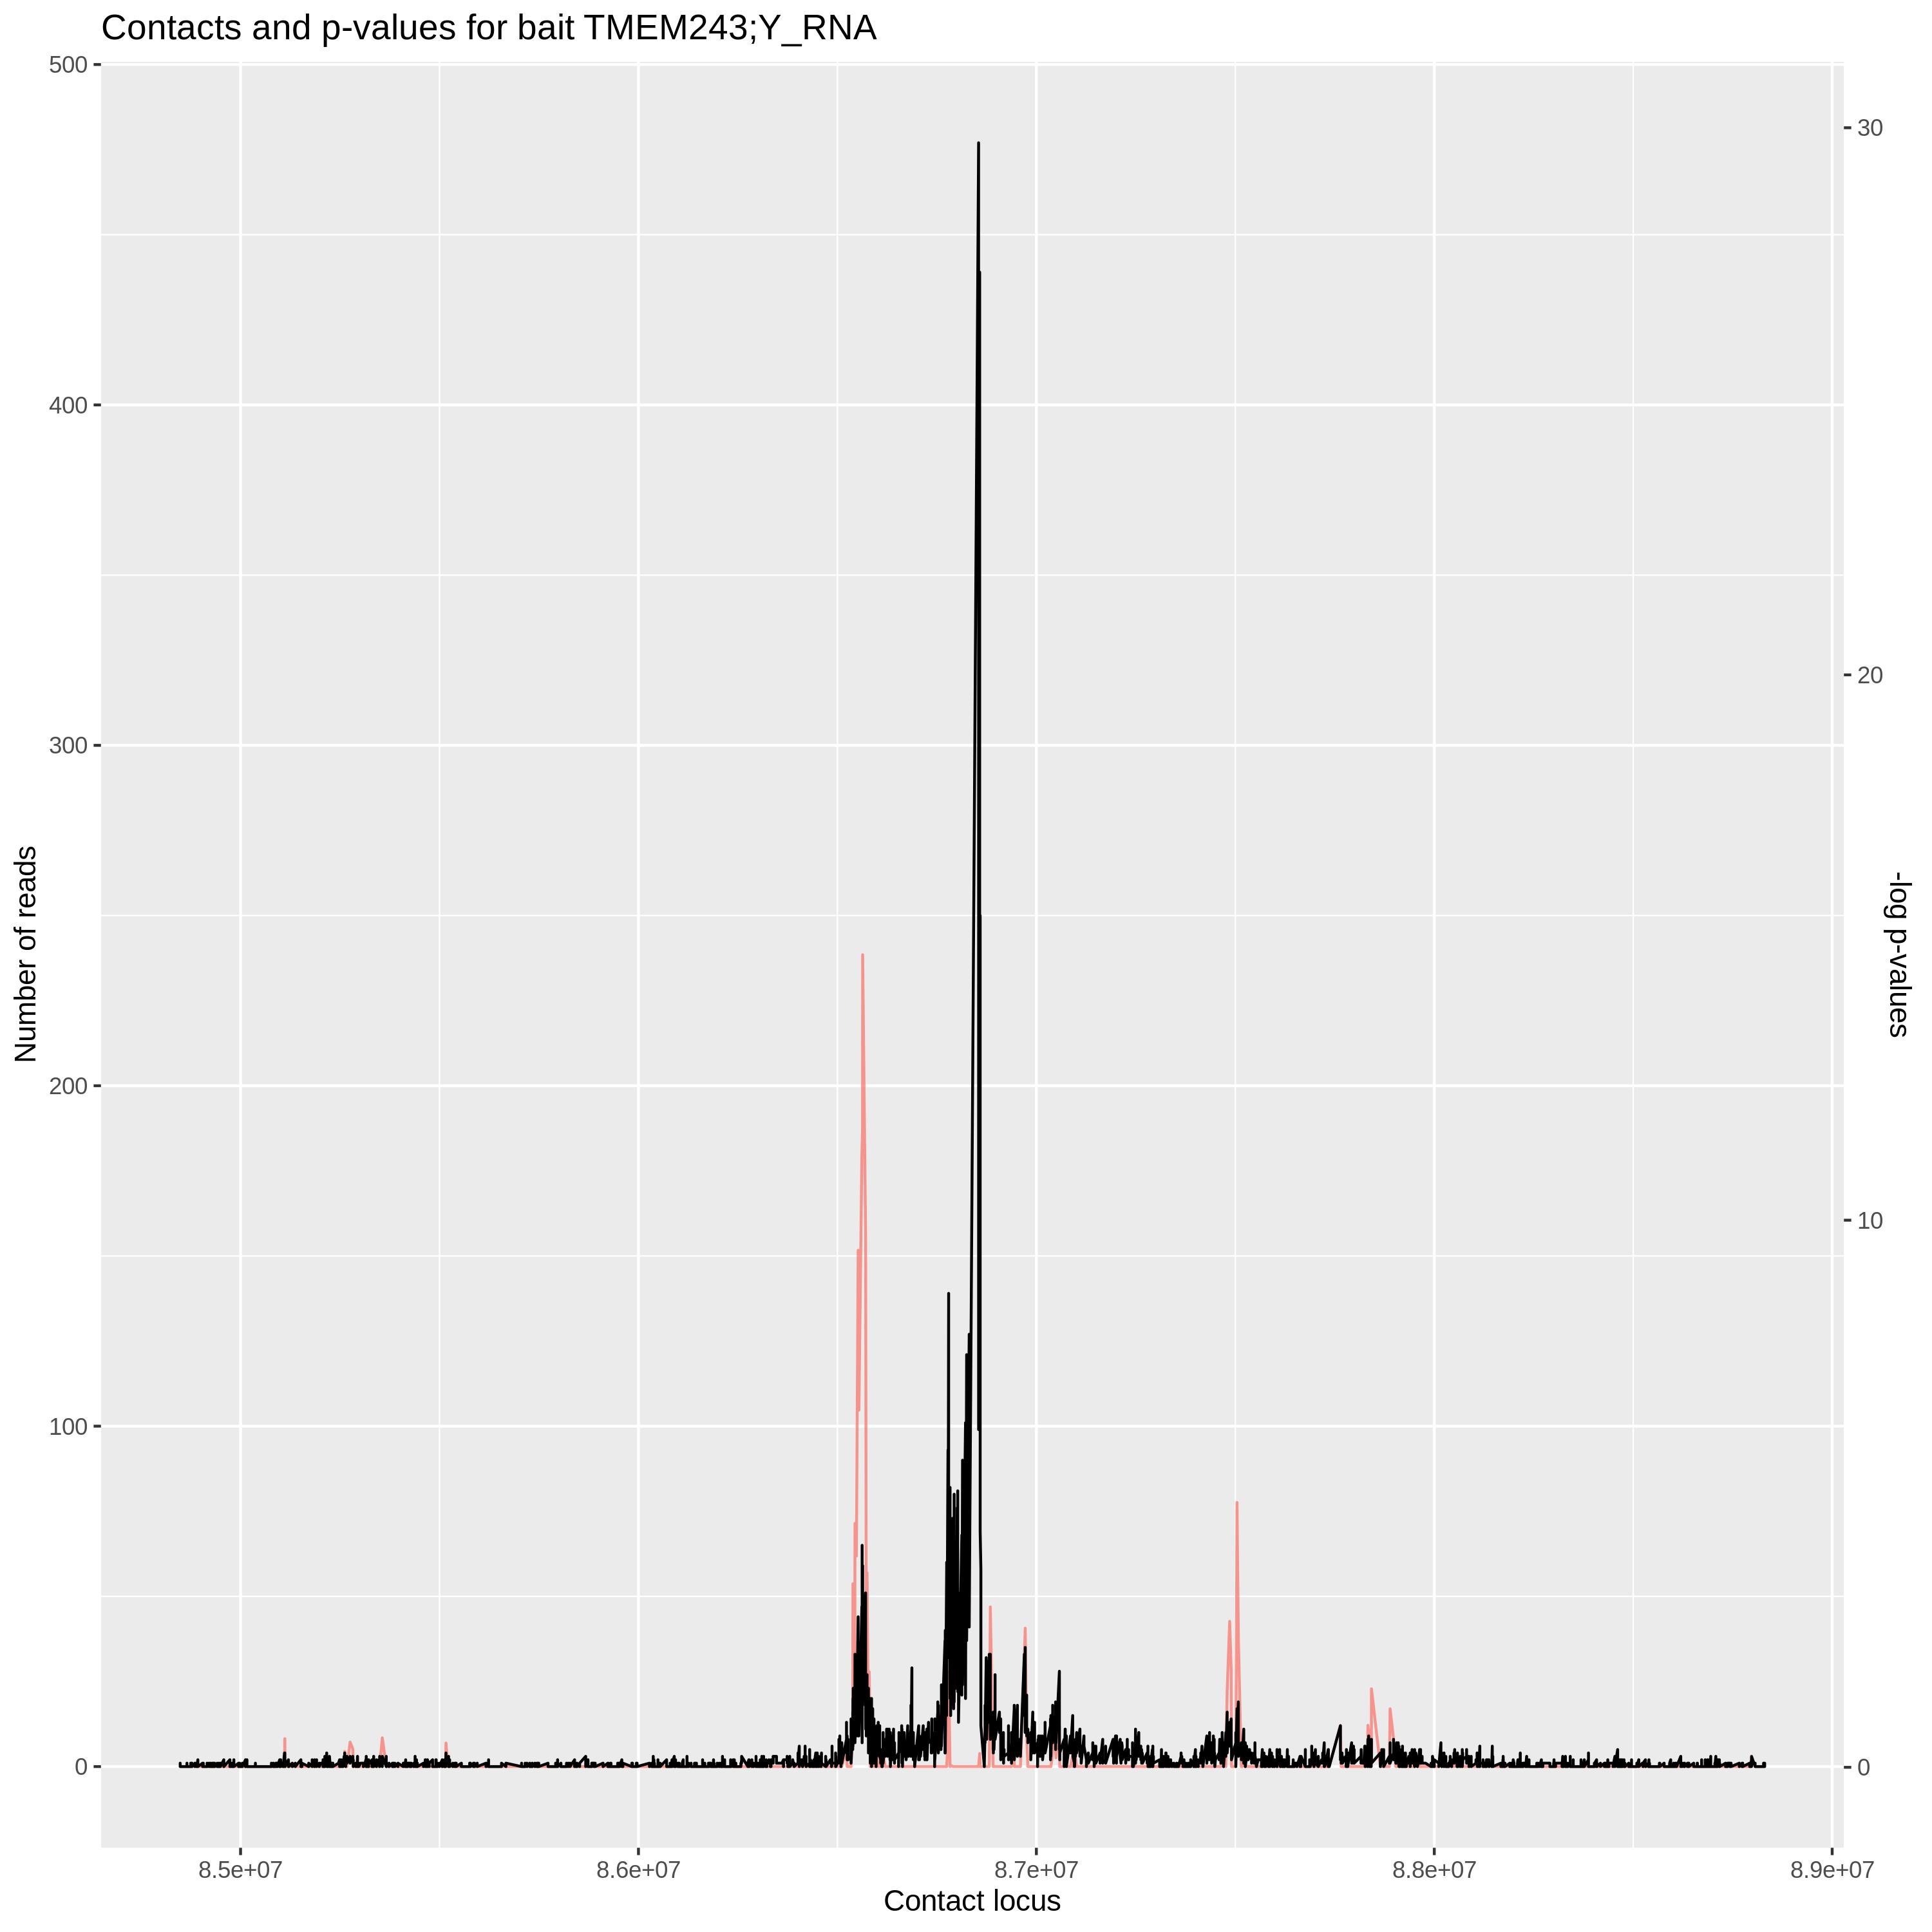 Contacts and p-values for bait TMEM243;Y_RNA
500
400
300
200
100
0
Number of reads
30
20
10
0
-log p-values
8.5e+07 8.6e+07 8.7e+07 8.8e+07 8.9e+07
Contact locus